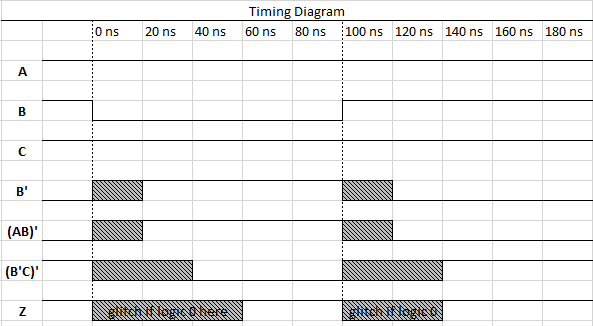 Timing Diagram
0 ns 20 ns 40 ns 60 ns 80 ns 100 ns 120 ns 140 ns 160 ns 180 ns
A
B
C
B'
(AB)'
(B'C)'
Z glitch if logic 0 here glitch if logic 0